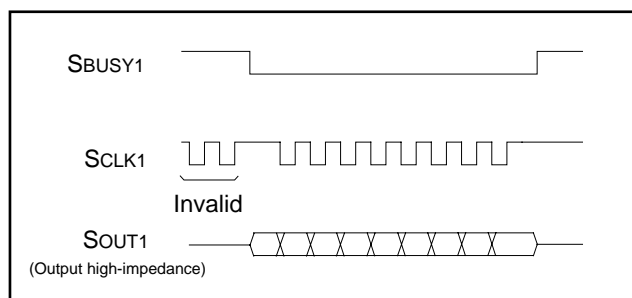 SBUSY1
SCLK1
Invalid
SOUT1
(Output high-impedance)